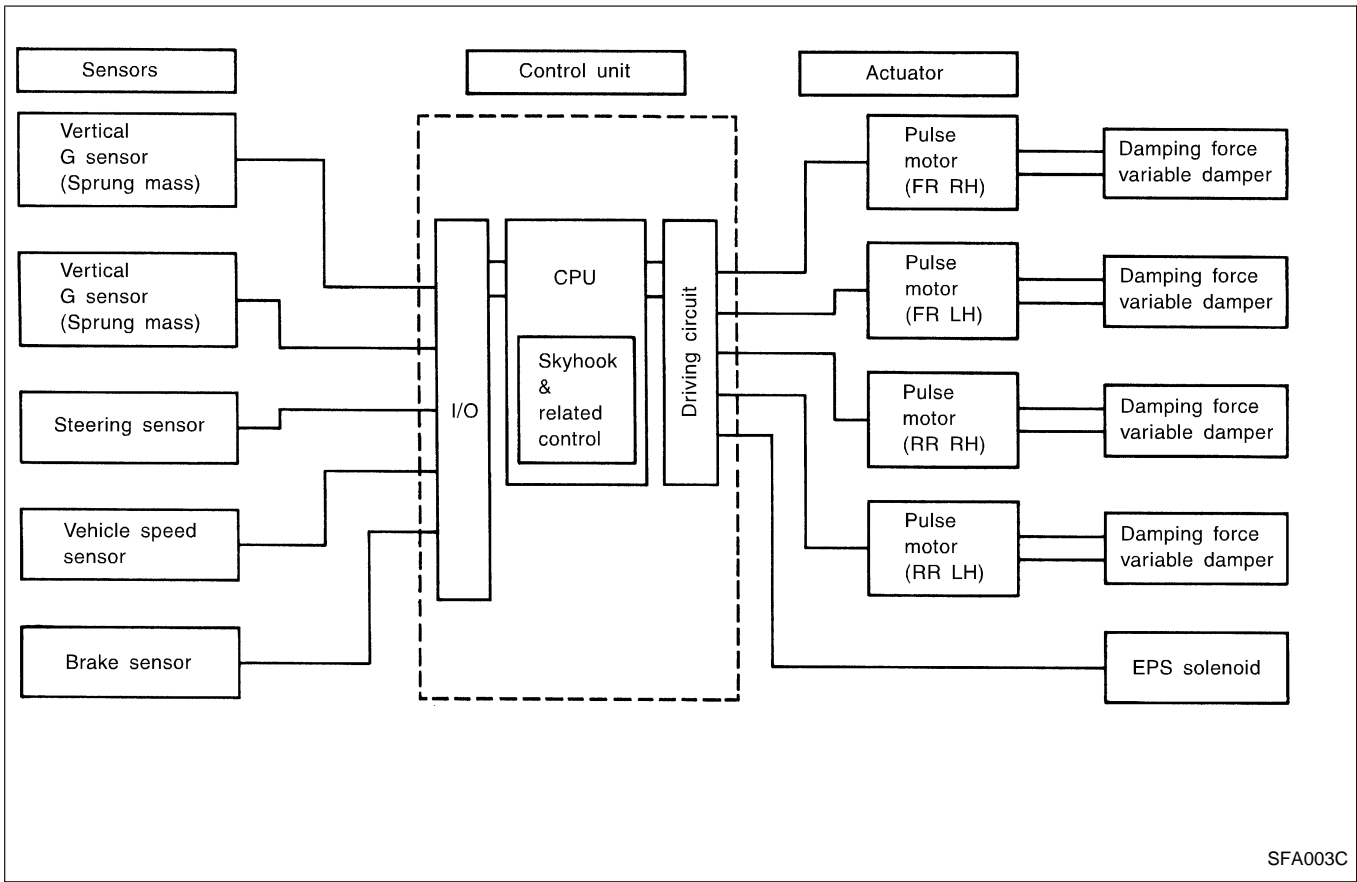 Sensors
Control unit
Actuator
Vertical
G sensor
(Sprung mass)
Vertical
G sensor
(Sprung mass)
Steering sensor
Vehicle speed
sensor
Brake sensor
I/O
CPU
Skyhook
&
related
control
Driving circuit
Pulse
motor
(FR RH)
Damping force
variable damper
Pulse
motor
(FR LH)
Damping force
variable damper
Pulse
motor
(RR RH)
Damping force
variable damper
Pulse
motor
(RR LH)
Damping force
variable damper
EPS solenoid
SFA003C